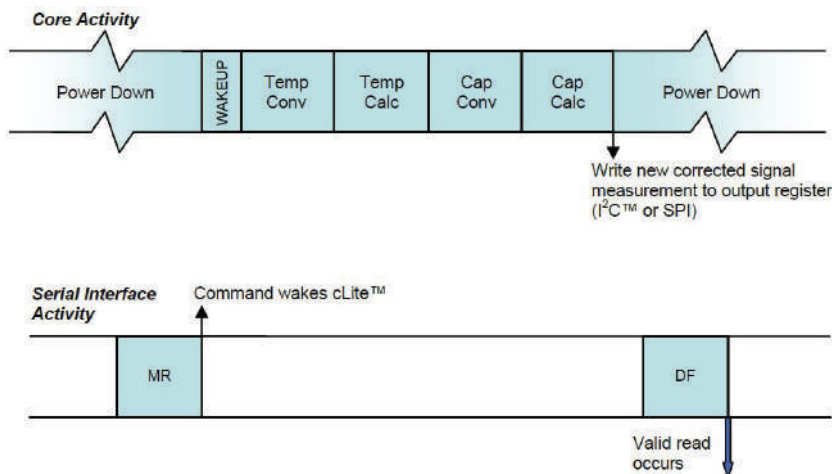 Core Activity
Power Down
WAKEUP
Temp
Conv
Temp
Calc
Cap
Conv
Cap
Calc
Power Down
Write new corrected signal
measurement to output register
(I²C™ or SPI)
Serial Interface
Activity
Command wakes cLite™
MR
DF
Valid read
occurs